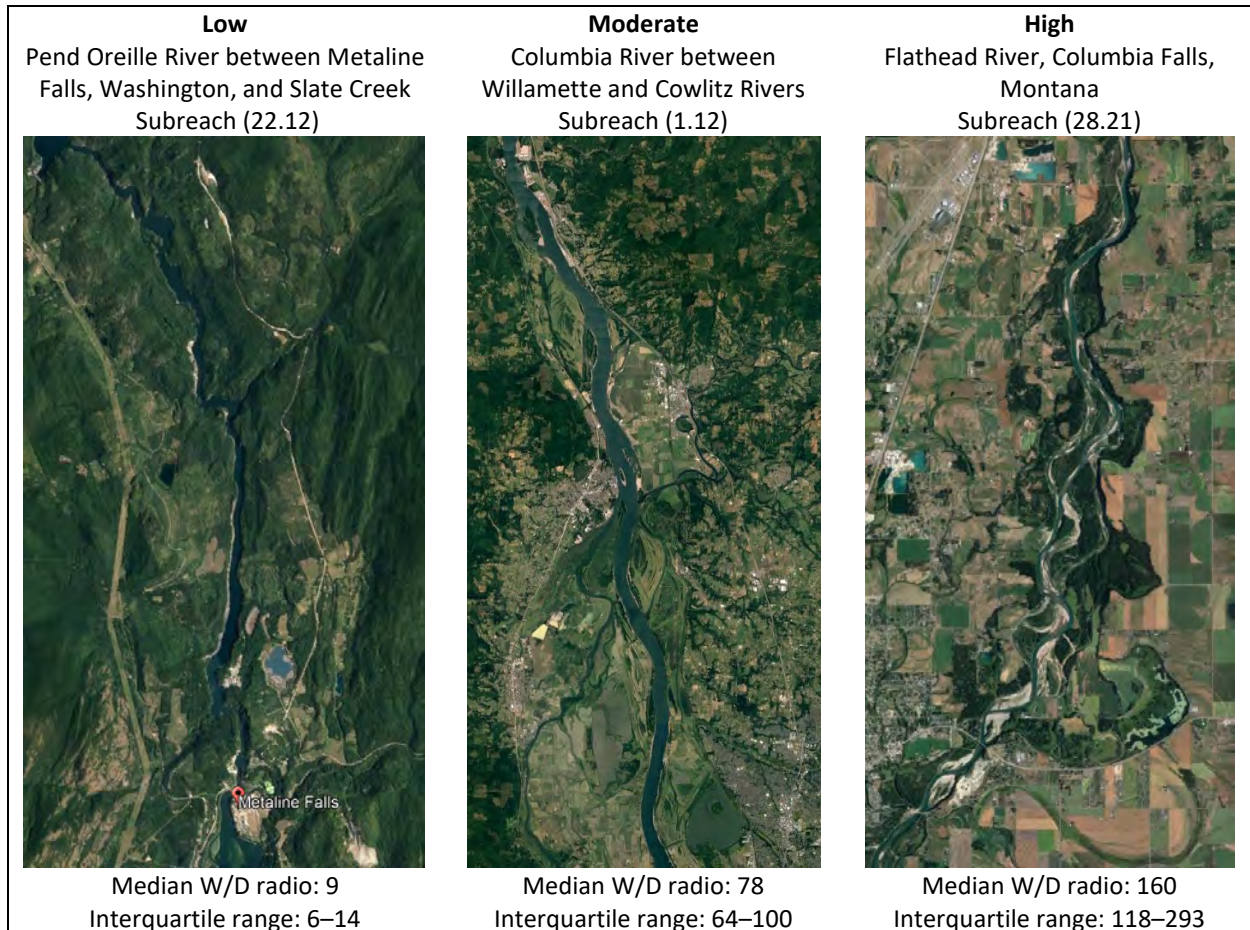 Low
Pend Oreille River between Metaline
Falls, Washington, and Slate Creek
Subreach (22.12)
Metaline Falls
Median W/D radio: 9
Interquartile range: 6–14
Moderate
Columbia River between
Willamette and Cowlitz Rivers
Subreach (1.12)
Median W/D radio: 78
Interquartile range: 64–100
High
Flathead River, Columbia Falls,
Montana
Subreach (28.21)
Median W/D radio: 160
Interquartile range: 118–293